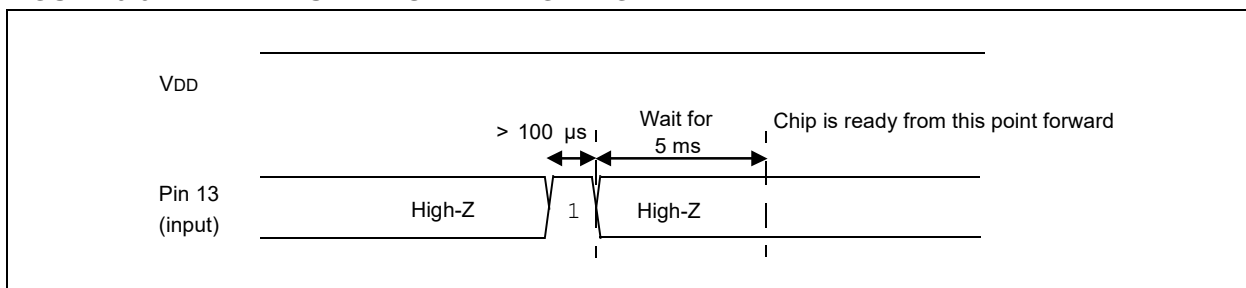 VDD
> 100 µs
Wait for
5 ms
Chip is ready from this point forward
Pin 13
(input)
High-Z
1
High-Z